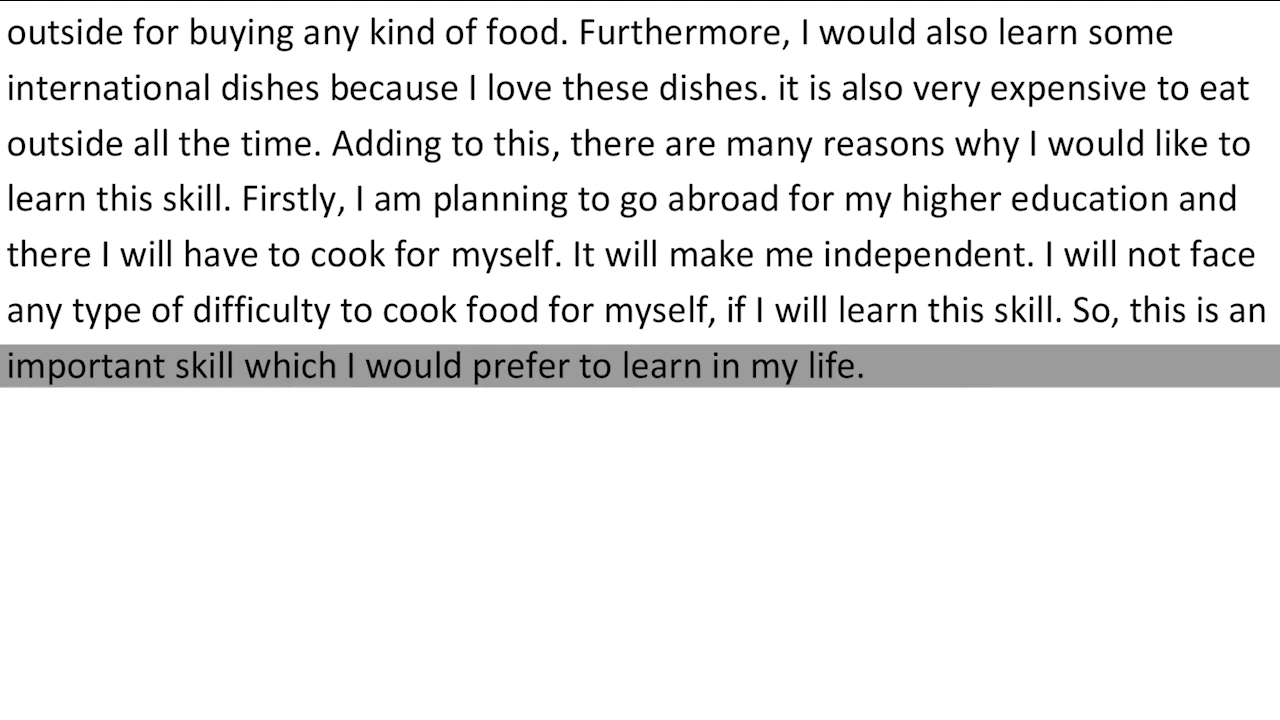 outside for buying any kind of food. Furthermore, I would also learn some
international dishes because I love these dishes. it is also very expensive to eat
outside all the time. Adding to this, there are many reasons why I would like to
learn this skill. Firstly, I am planning to go abroad for my higher education and
there I will have to cook for myself. It will make me independent. I will not face
any type of difficulty to cook food for myself, if I will learn this skill. So, this is an
important skill which I would prefer to learn in my life.